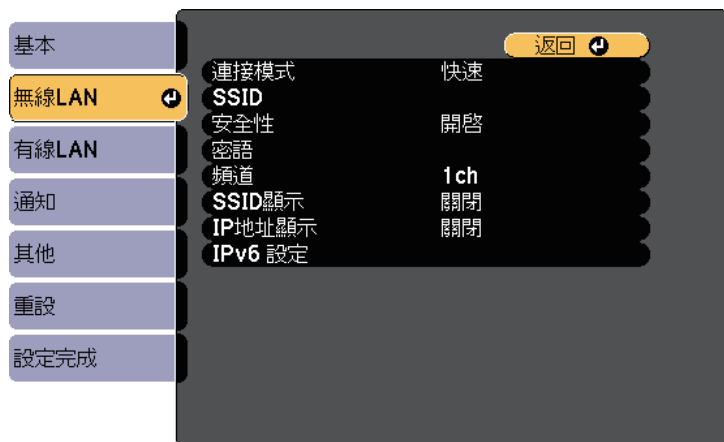 基本
無線LAN
有線LAN
通知
其他
重設
設定完成
返回
連接模式 快速
SSID
安全性 開啓
密語
頻道 1ch
SSID顯示 關閉
IP地址顯示 關閉
IPv6 設定